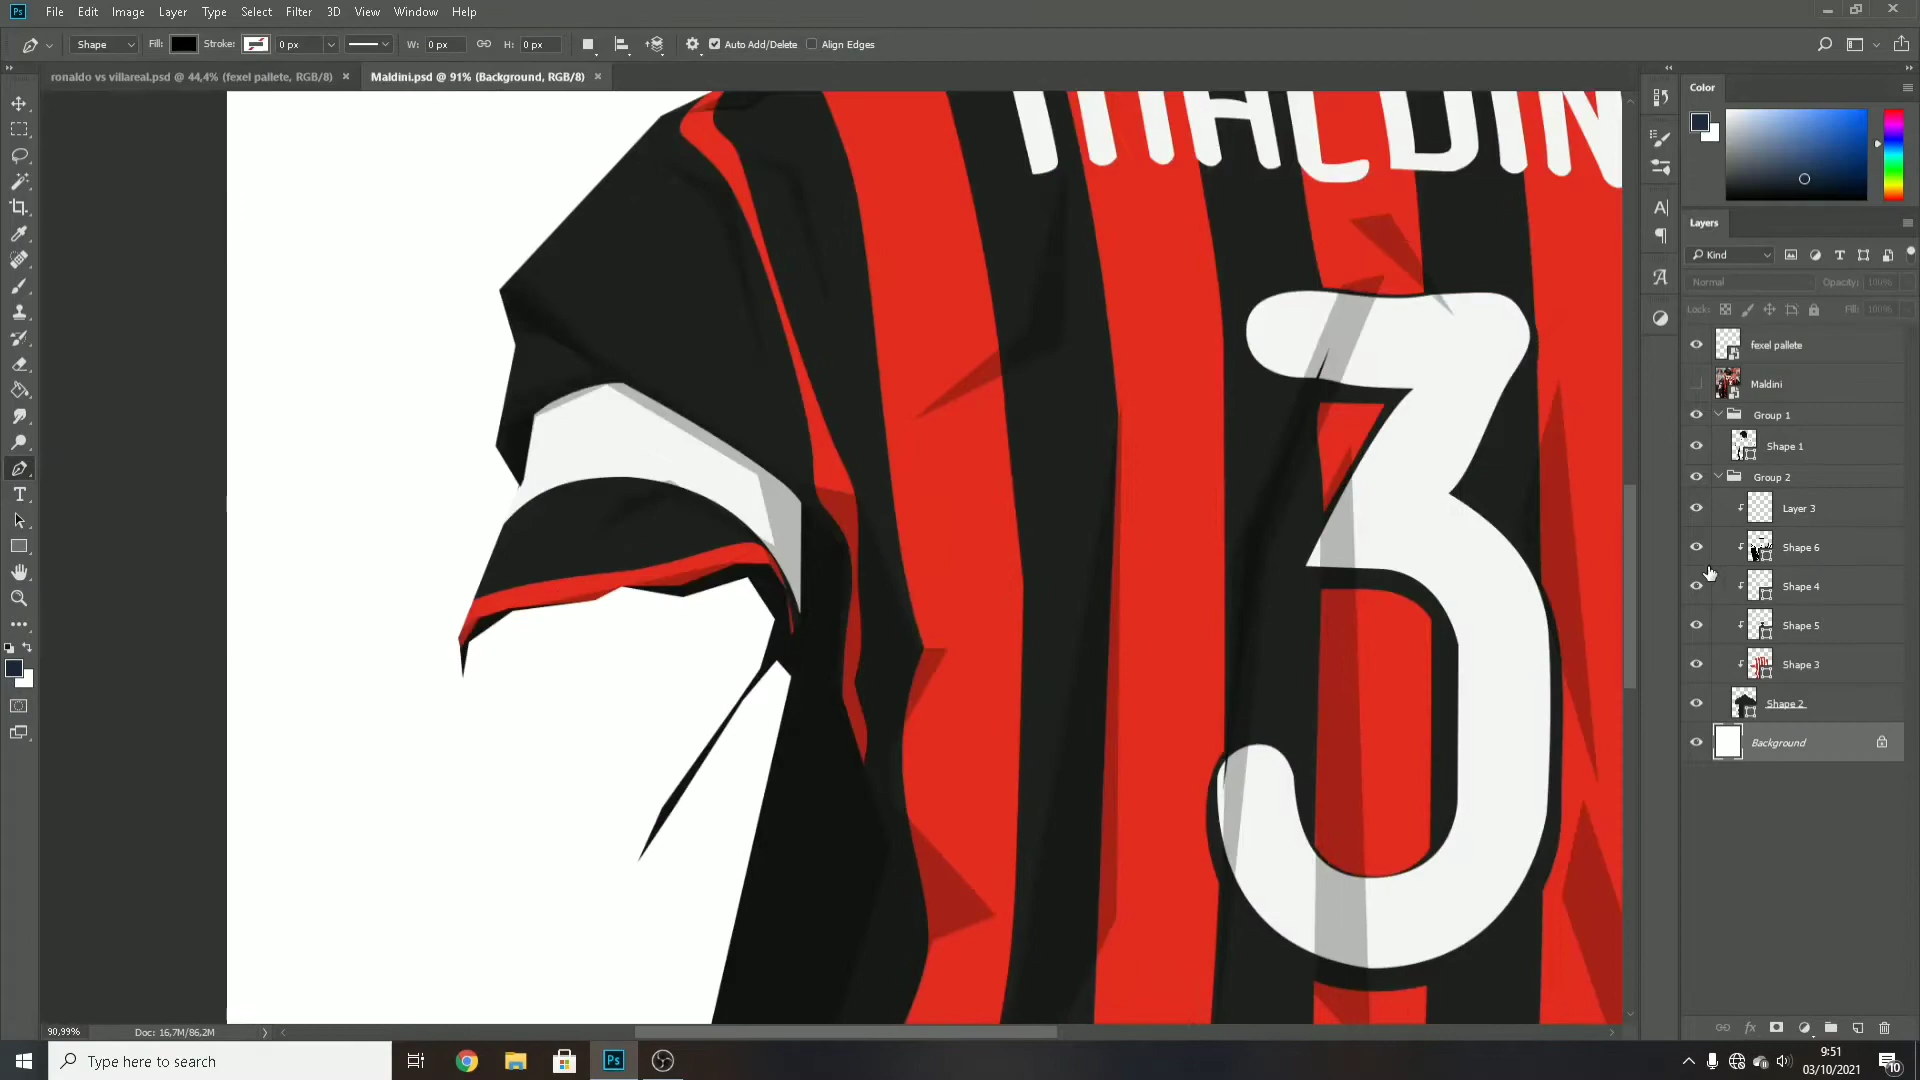 Ps File Edit Image Layer Type Select Filter 3D View Window Help
Shape Fill: Stroke: 0 px W: 0 px H: 0 px Auto Add/Delete Align Edges
ronaldo vs villareal.psd @ 44,4% (fexel pallete, RGB/8) × Maldini.psd @ 91% (Background, RGB/8) ×
Color
Layers
Kind
Normal Opacity: 100%
Lock: Fill: 100%
fexel pallete
Maldini
Group 1
Shape 1
Group 2
Layer 3
Shape 6
Shape 4
Shape 5
Shape 3
Shape 2
Background
MALDIN
3
90,99% Doc: 16,7M/86,2M
Type here to search
Ps
9:51
03/10/2021
10